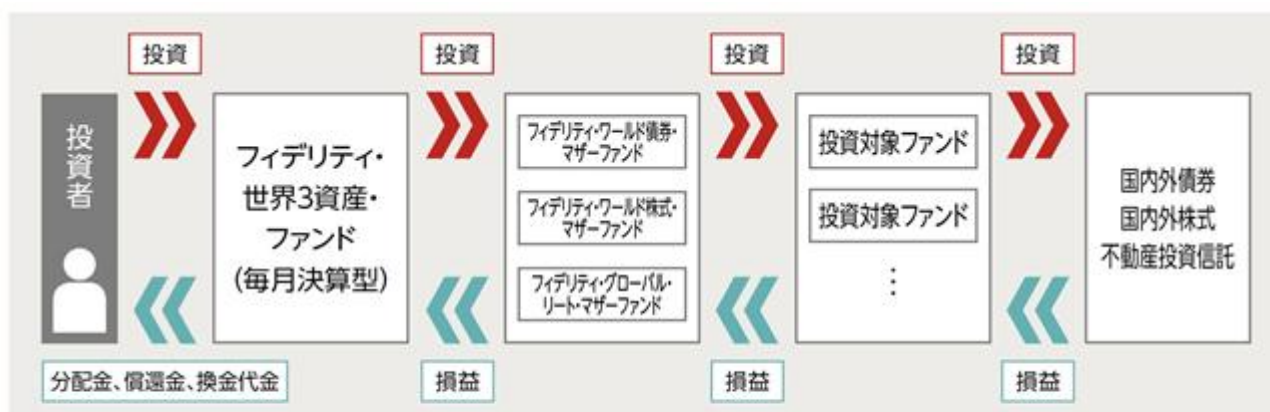 投資
投資
投資
投資
投資者
フィデリティ・
世界3資産・
ファンド
(毎月決算型)
フィデリティ・ワールド債券・
マザーファンド
フィデリティ・ワールド株式・
マザーファンド
フィデリティ・グローバル・
リート・マザーファンド
投資対象ファンド
投資対象ファンド
⋮
国内外債券
国内外株式
不動産投資信託
分配金、償還金、換金代金
損益
損益
損益